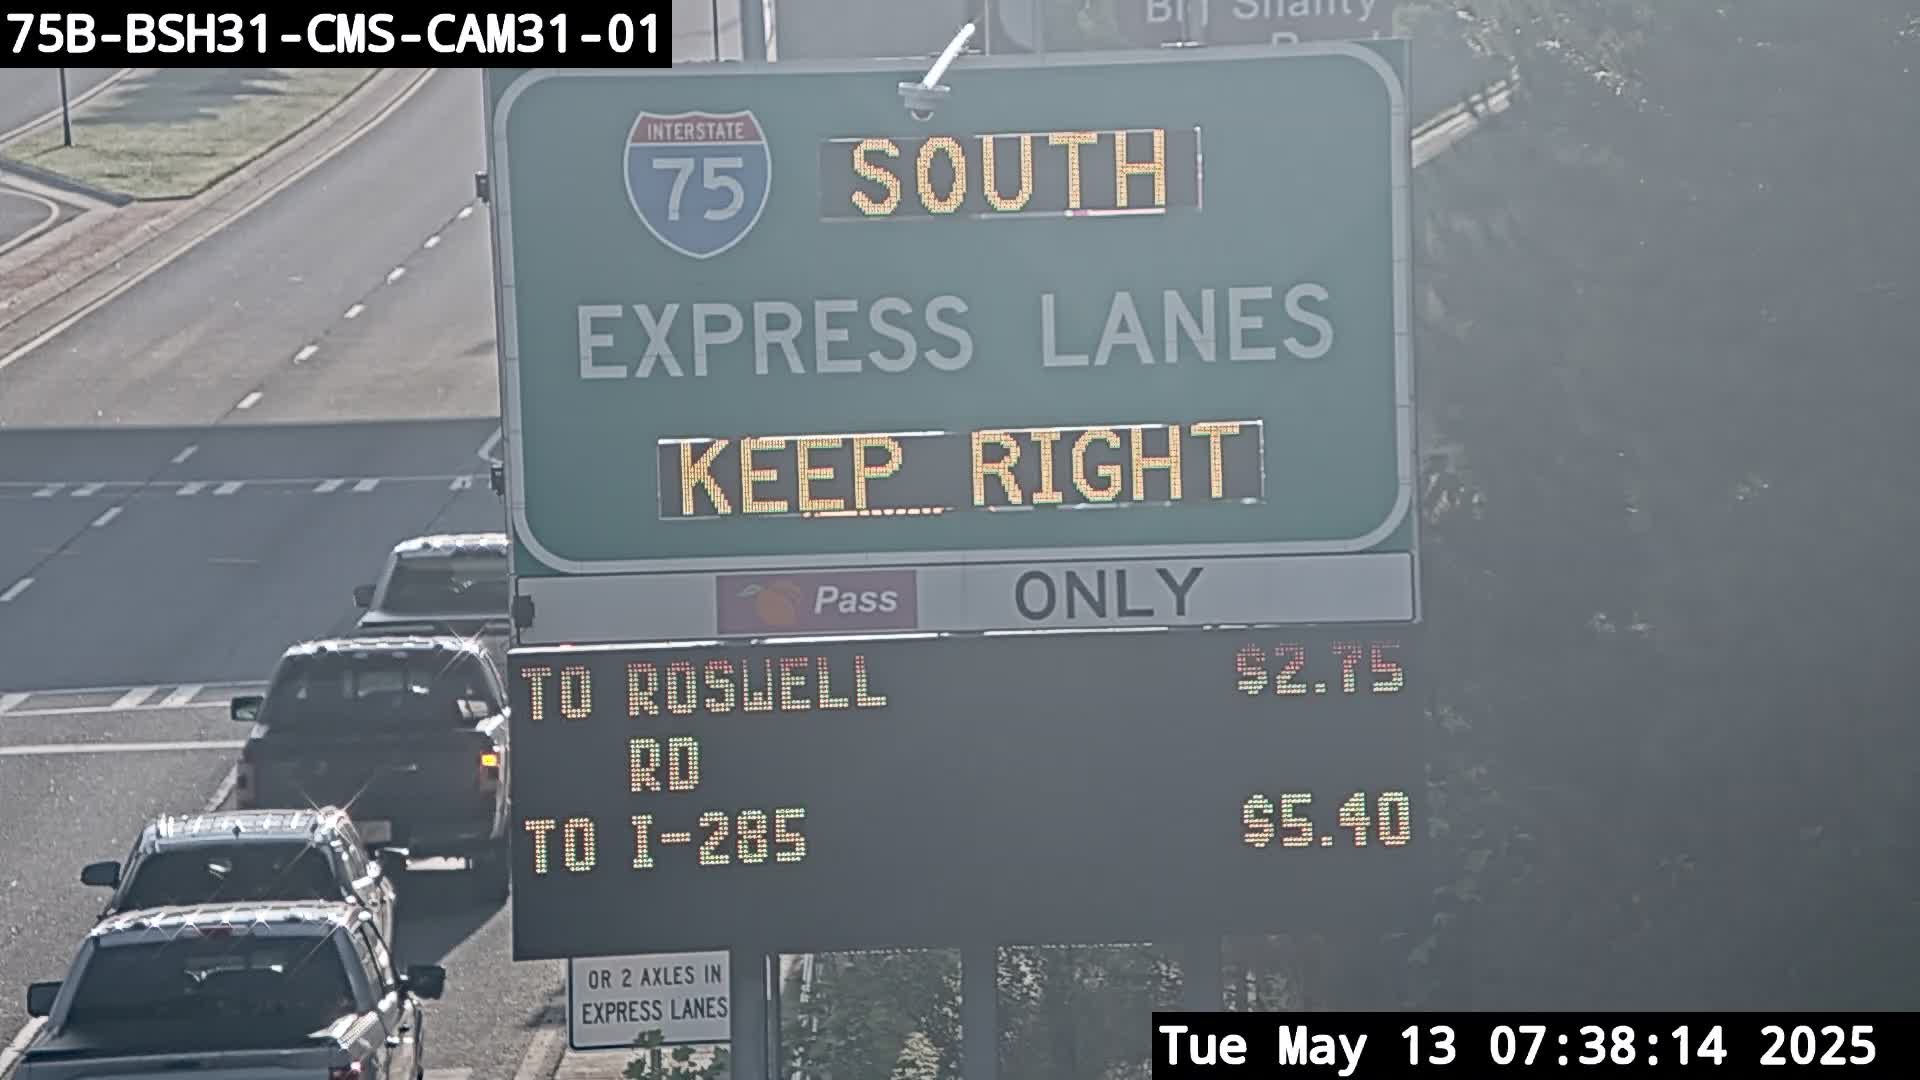 75B-BSH31-CMS-CAM31-01
Shanty
INTERSTATE
75
SOUTH
EXPRESS LANES
KEEP RIGHT
Pass ONLY
TO ROSWELL $2.75
RD
TO I-285 $5.40
OR 2 AXLES IN
EXPRESS LANES
Tue May 13 07:38:14 2025